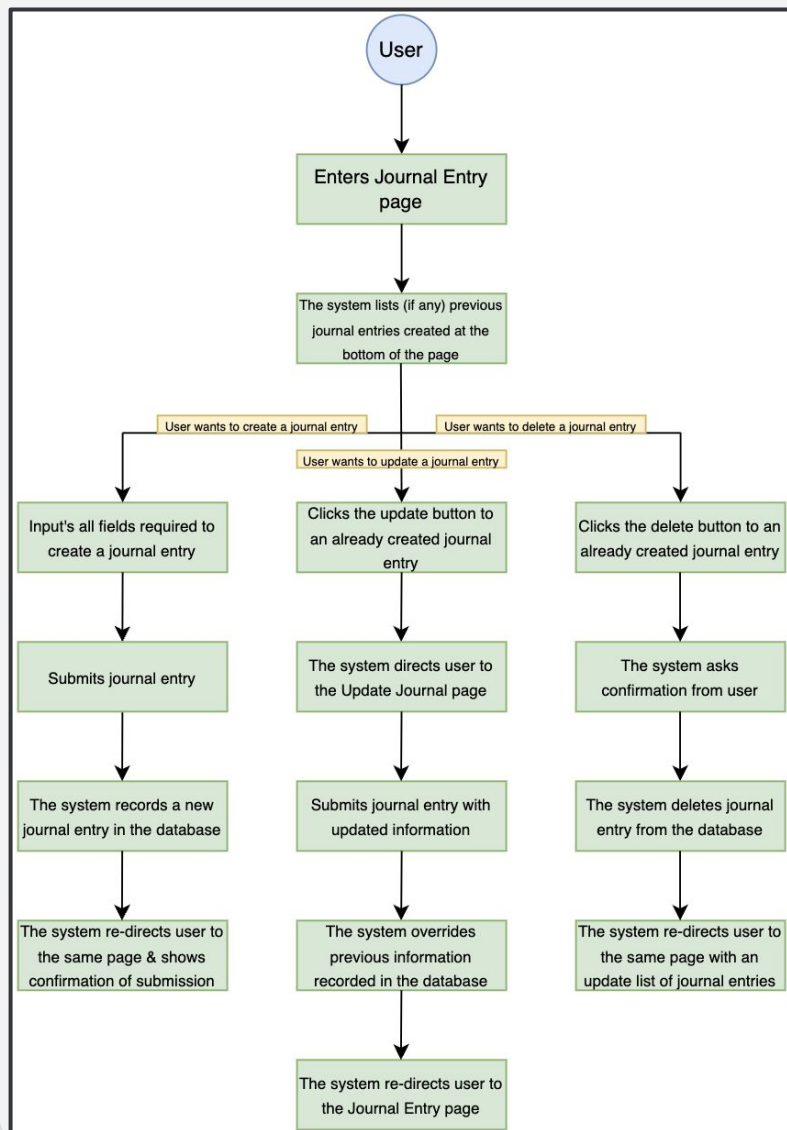 User
Enters Journal Entry
page
The system lists (if any) previous
journal entries created at the
bottom of the page
User wants to create a journal entry
User wants to delete a journal entry
User wants to update a journal entry
Input's all fields required to
create a journal entry
Clicks the update button to
an already created journal
entry
Clicks the delete button to an
already created journal entry
Submits journal entry
The system directs user to
the Update Journal page
The system asks
confirmation from user
The system records a new
journal entry in the database
Submits journal entry with
updated information
The system deletes journal
entry from the database
The system re-directs user to
the same page & shows
confirmation of submission
The system overrides
previous information
recorded in the database
The system re-directs user to
the same page with an
update list of journal entries
The system re-directs user to
the Journal Entry page